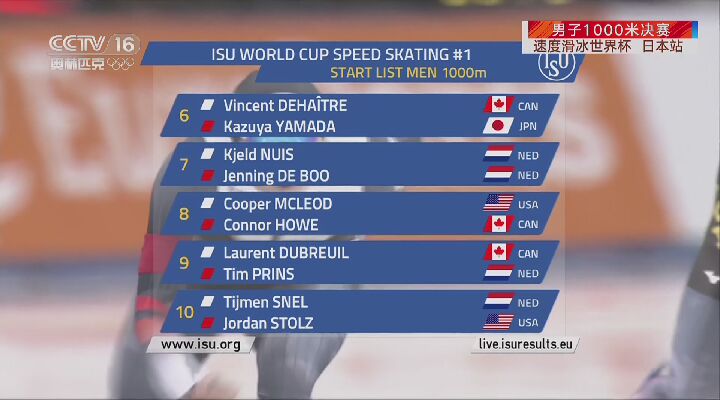 CCTV 16
奥林匹克
男子1000米决赛
速度滑冰世界杯 日本站
ISU WORLD CUP SPEED SKATING #1
START LIST MEN 1000m
ISU
6 Vincent DEHAÎTRE CAN
Kazuya YAMADA JPN
7 Kjeld NUIS NED
Jenning DE BOO NED
8 Cooper MCLEOD USA
Connor HOWE CAN
9 Laurent DUBREUIL CAN
Tim PRINS NED
10 Tijmen SNEL NED
Jordan STOLZ USA
www.isu.org live.isuresults.eu